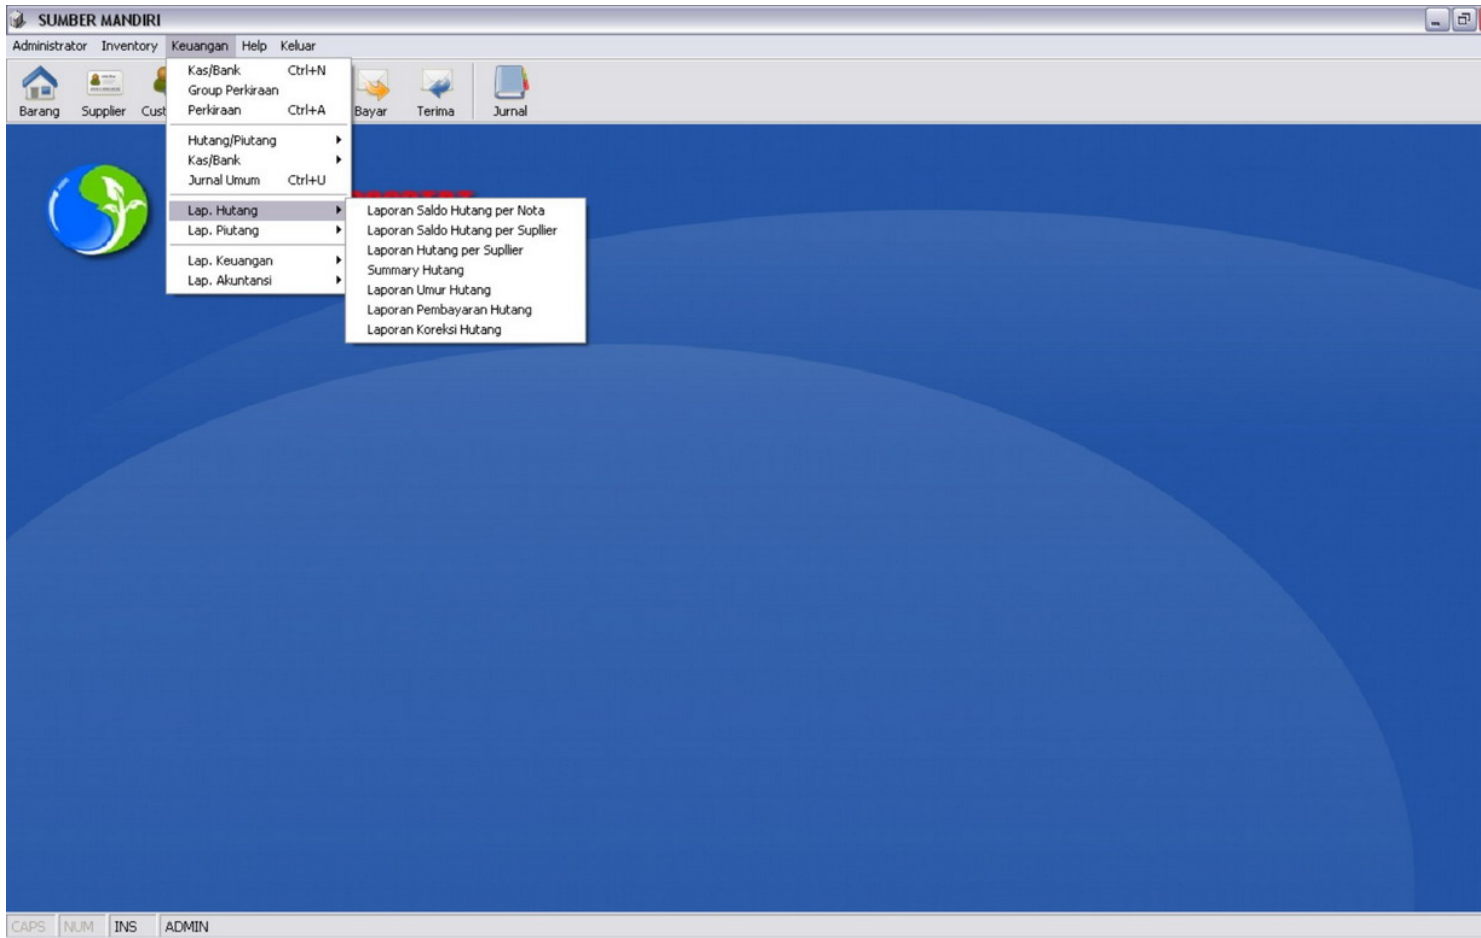 SUMBER MANDIRI
Administrator Inventory Keuangan Help Keluar
Barang Supplier Cust Bayar Terima Jurnal
Kas/Bank Ctrl+N
Group Perkiraan
Perkiraan Ctrl+A
Hutang/Piutang
Kas/Bank
Jurnal Umum Ctrl+U
Lap. Hutang
Lap. Piutang
Lap. Keuangan
Lap. Akuntansi
Laporan Saldo Hutang per Nota
Laporan Saldo Hutang per Supllier
Laporan Hutang per Supllier
Summary Hutang
Laporan Umur Hutang
Laporan Pembayaran Hutang
Laporan Koreksi Hutang
CAPS NUM INS ADMIN